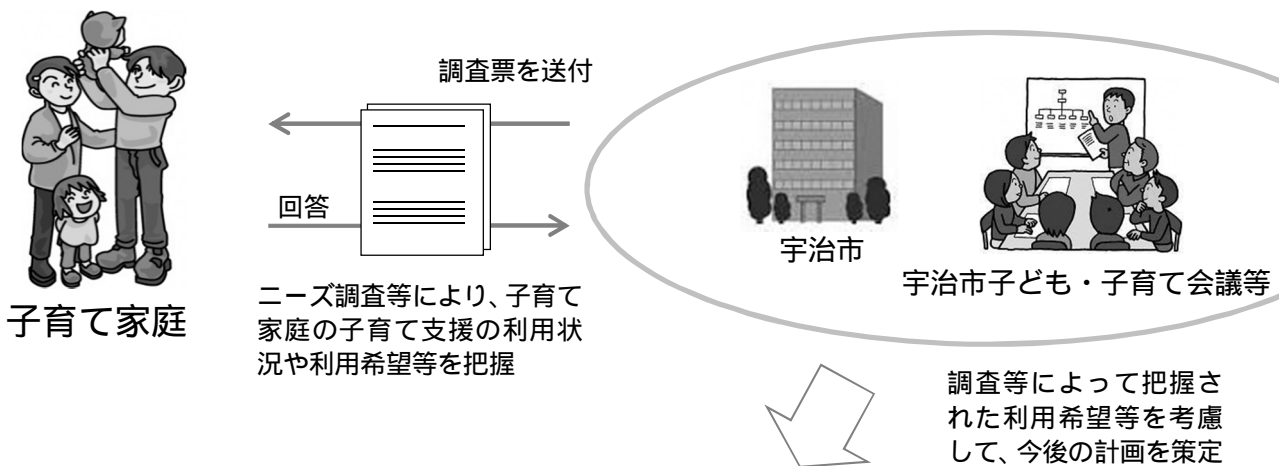 調査票を送付
回答
子育て家庭
ニーズ調査等により、子育て
家庭の子育て支援の利用状
況や利用希望等を把握
宇治市
宇治市子ども・子育て会議等
調査等によって把握さ
れた利用希望等を考慮
して、今後の計画を策定